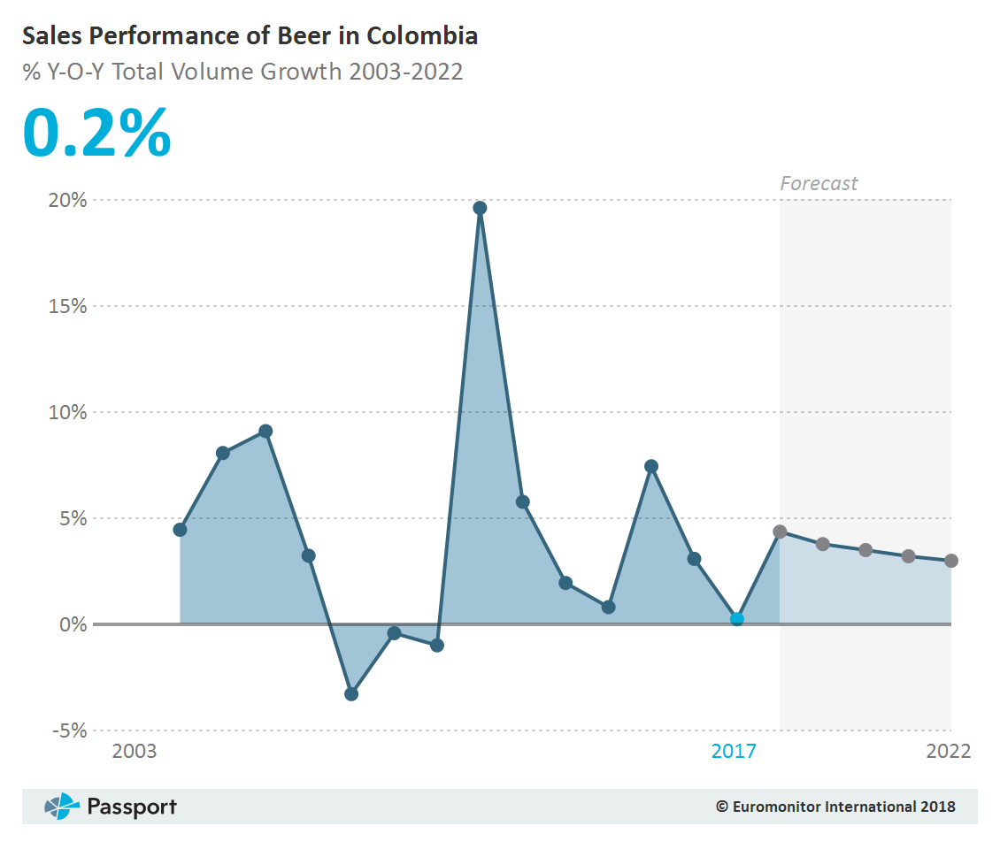 Sales Performance of Beer in Colombia
% Y-O-Y Total Volume Growth 2003-2022
0.2%
Forecast
20%
15%
10%
5%
0%
-5%
2003 2017 2022
Passport © Euromonitor International 2018